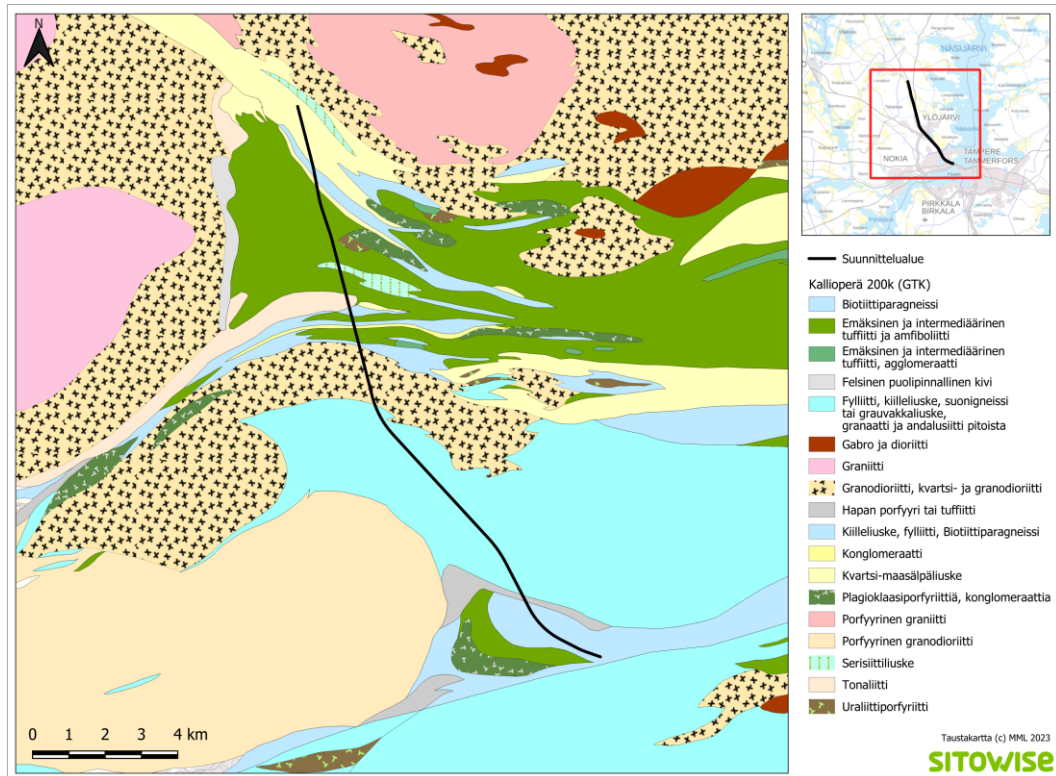 N
0 1 2 3 4 km
NÄSIJÄRVI
YLÖJÄRVI
NOKIA
TAMPERE
TAMMERFORS
PIRKKALA
BIRKALA
Suunnittelualue
Kallioperä 200k (GTK)
Biotiittiparagneissi
Emäksinen ja intermediäärinen
tuffiitti ja amfiboliitti
Emäksinen ja intermediäärinen
tuffiitti, agglomeraatti
Felsinen puolipinnallinen kivi
Fylliitti, kiilleliuske, suonigneissi
tai grauvakkaliuske,
granaatti ja andalusiitti pitoista
Gabro ja dioriitti
Graniitti
Granodioriitti, kvartsi- ja granodioriitti
Hapan porfyyri tai tuffiitti
Kiilleliuske, fylliitti, Biotiittiparagneissi
Konglomeraatti
Kvartsi-maasälpäliuske
Plagioklaasiporfyriittiä, konglomeraattia
Porfyyrinen graniitti
Porfyyrinen granodioriitti
Serisiittiliuske
Tonaliitti
Uraliittiporfyriitti
Taustakartta (c) MML 2023
SITOWISE